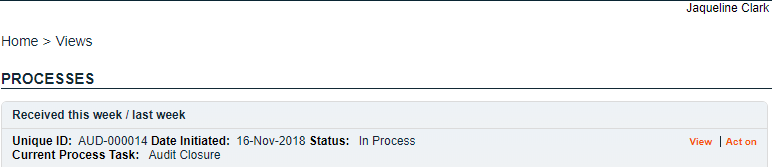 Jaqueline Clark
Home > Views
PROCESSES
Received this week / last week
Unique ID: AUD-000014 Date Initiated: 16-Nov-2018 Status: In Process View | Act on
Current Process Task: Audit Closure